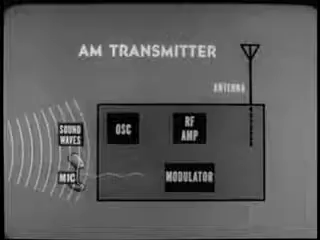 AM TRANSMITTER
ANTENNA
SOUND
WAVES
OSC
RF
AMP
MIC
MODULATOR